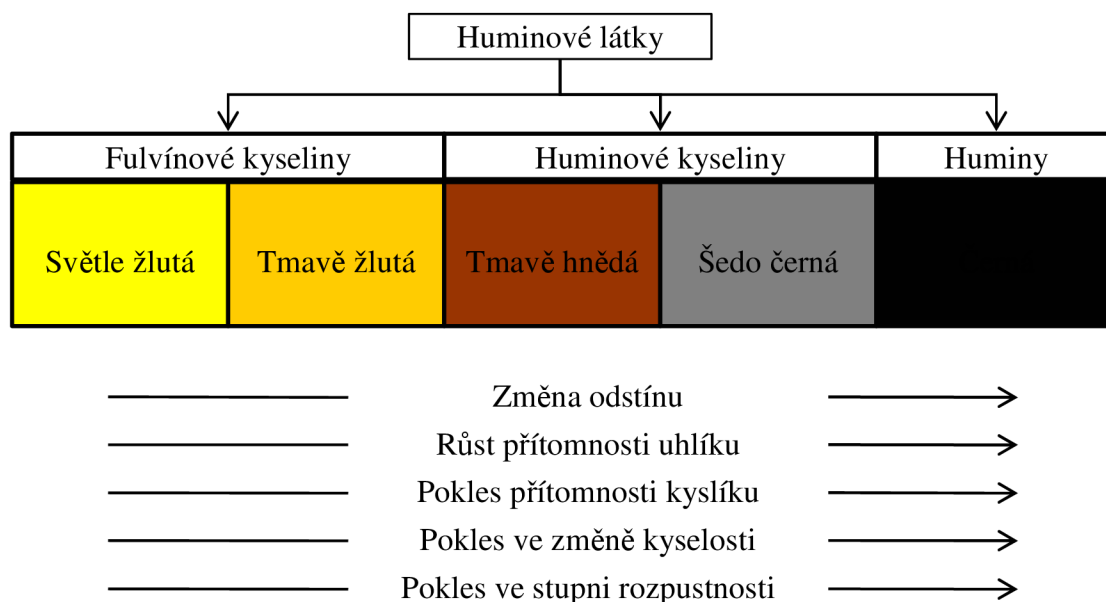 Huminové látky
Fulvínové kyseliny
Huminové kyseliny
Huminy
Světle žlutá
Tmavě žlutá
Tmavě hnědá
Šedo černá
Změna odstínu
Růst přítomnosti uhlíku
Pokles přítomnosti kyslíku
Pokles ve změně kyselosti
Pokles ve stupni rozpustnosti